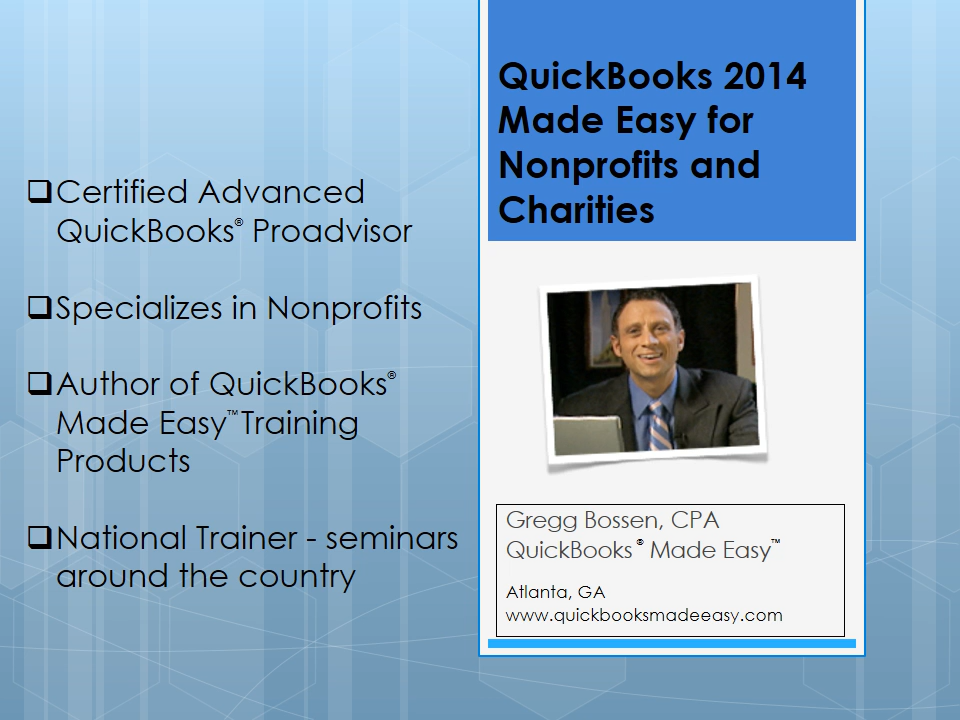 QuickBooks 2014
Made Easy for
Nonprofits and
Charities
❑Certified Advanced
QuickBooks® Proadvisor
❑Specializes in Nonprofits
❑Author of QuickBooks®
Made Easy™ Training
Products
❑National Trainer - seminars
around the country
Gregg Bossen, CPA
QuickBooks ® Made Easy™
Atlanta, GA
www.quickbooksmadeeasy.com